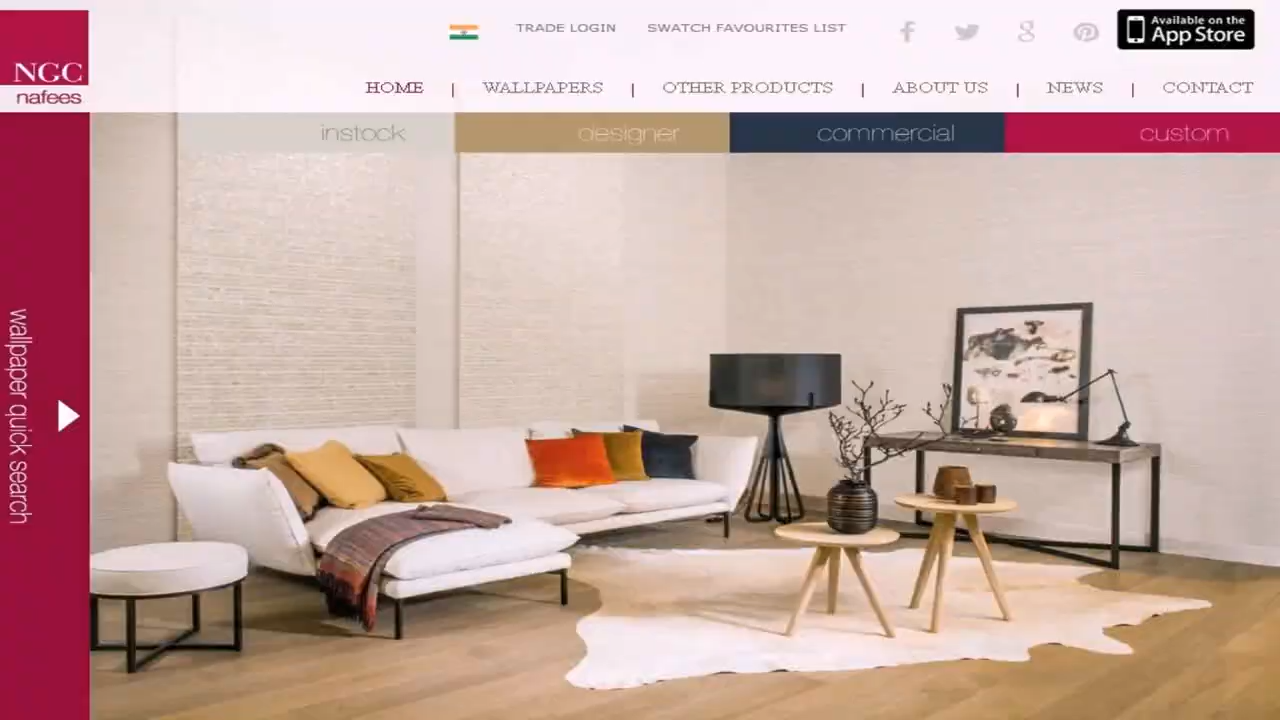 TRADE LOGIN SWATCH FAVOURITES LIST
Available on the
App Store
NGC
nafees
HOME | WALLPAPERS | OTHER PRODUCTS | ABOUT US | NEWS | CONTACT
instock designer commercial custom
wallpaper quick search